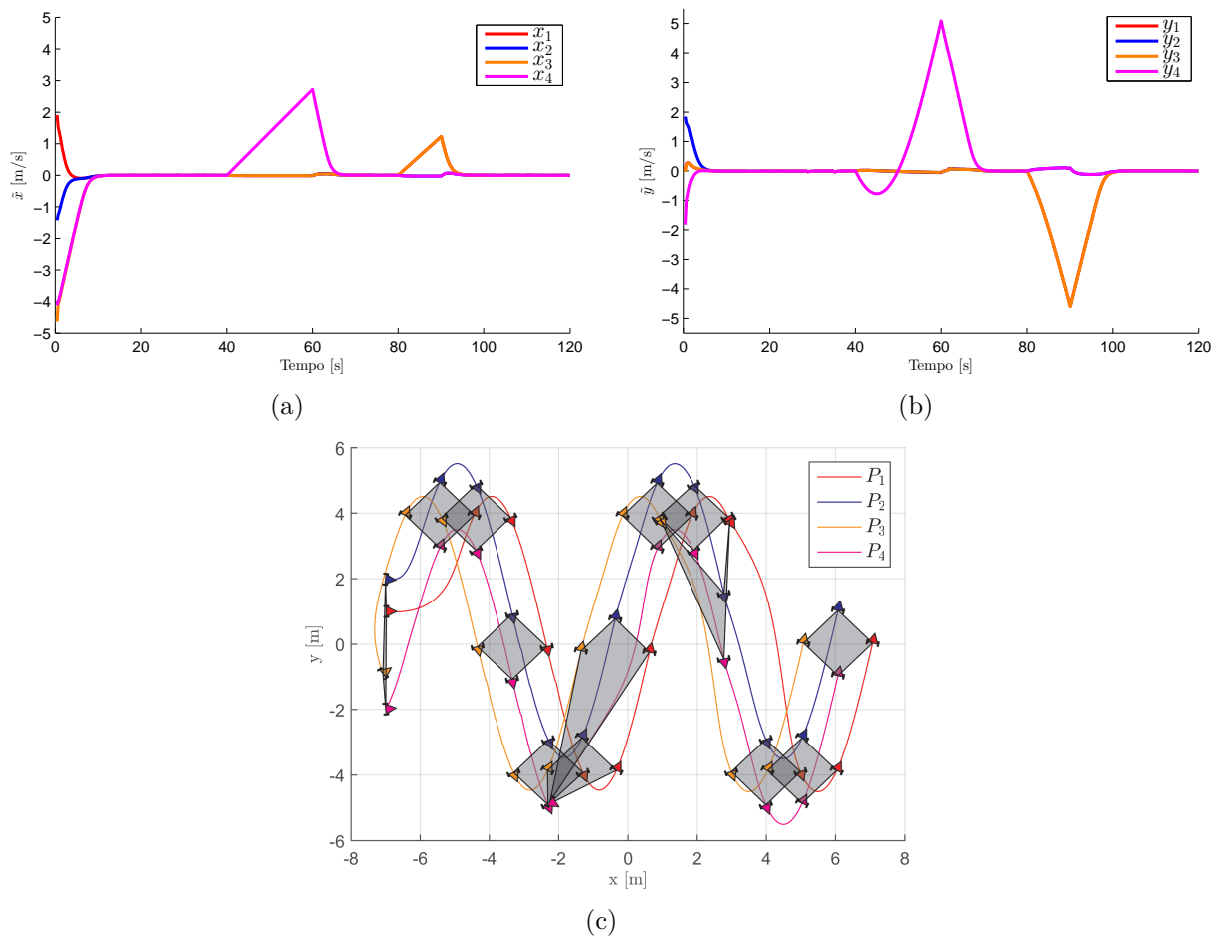 5
4
3
2
1
0
−1
−2
−3
−4
−5
0 20 40 60 80 100 120
x̃ [m/s]
Tempo [s]
x₁
x₂
x₃
x₄
(a)
5
4
3
2
1
0
−1
−2
−3
−4
−5
0 20 40 60 80 100 120
ỹ [m/s]
Tempo [s]
y₁
y₂
y₃
y₄
(b)
6
4
2
0
-2
-4
-6
-8 -6 -4 -2 0 2 4 6 8
y [m]
x [m]
P₁
P₂
P₃
P₄
(c)